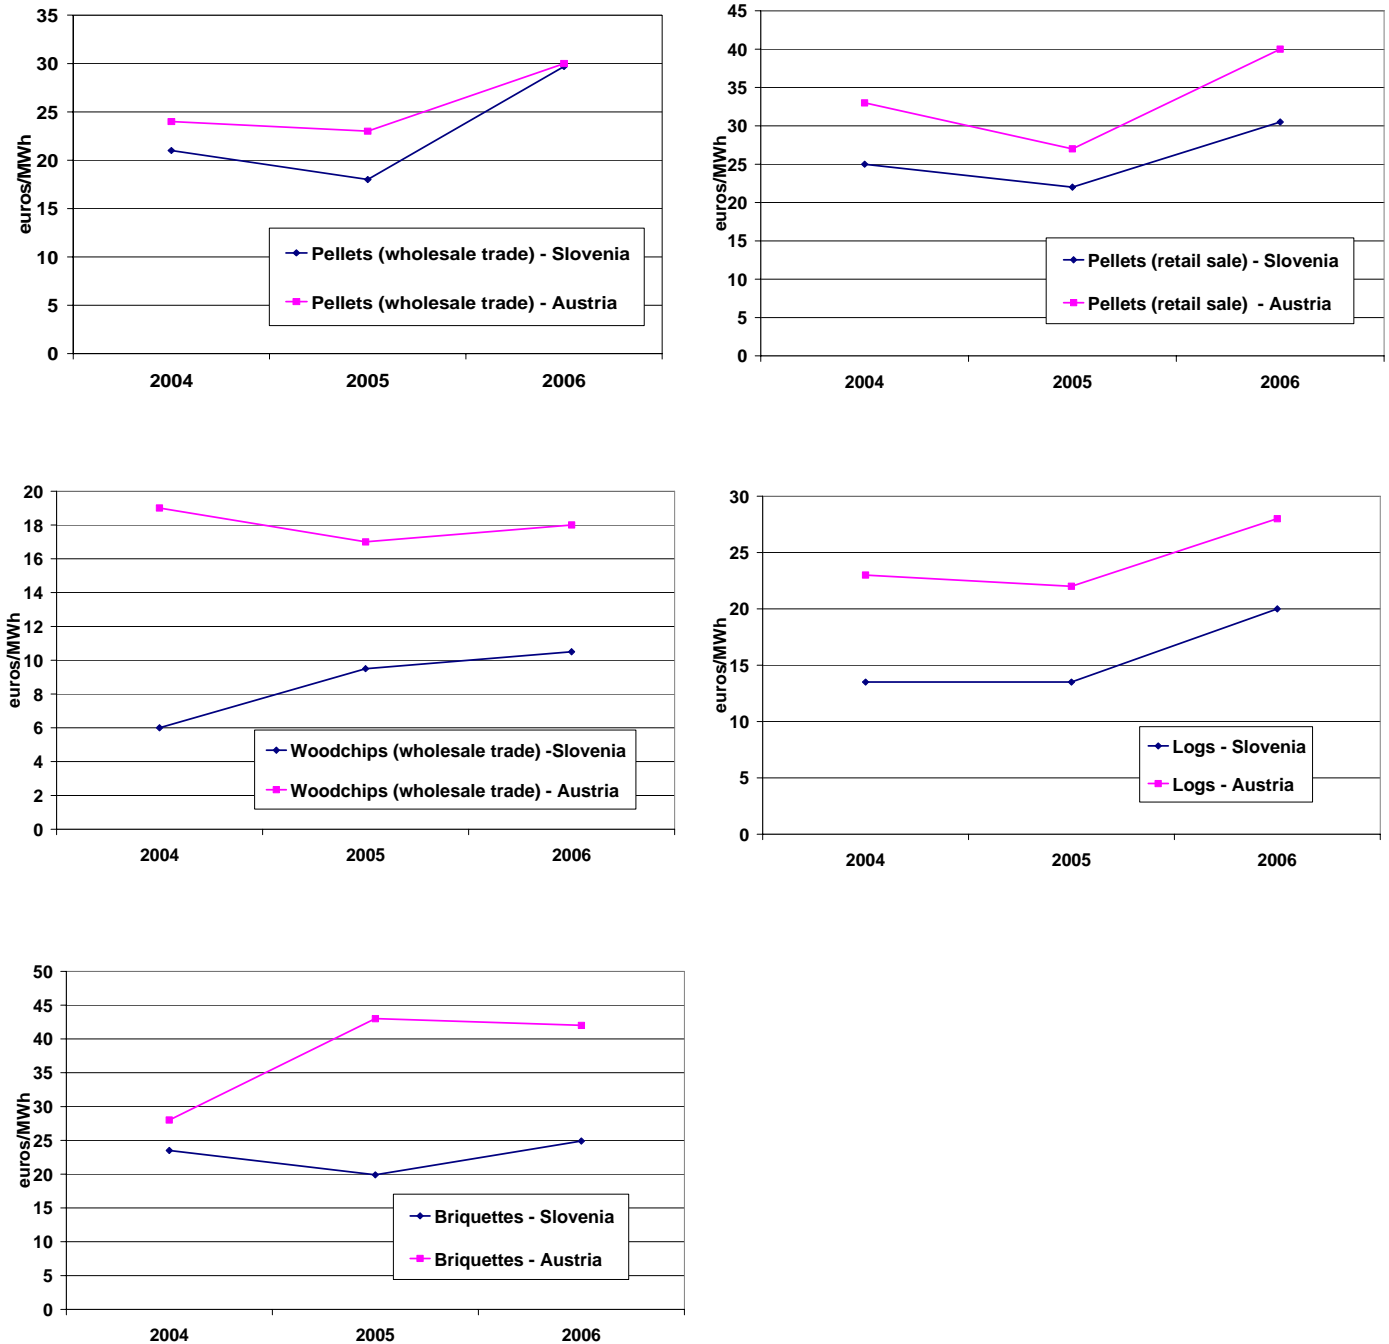 35
30
25
20
15
10
5
0
euros/MWh
2004 2005 2006
Pellets (wholesale trade) - Slovenia
Pellets (wholesale trade) - Austria
45
40
35
30
25
20
15
10
5
0
euros/MWh
2004 2005 2006
Pellets (retail sale) - Slovenia
Pellets (retail sale) - Austria
20
18
16
14
12
10
8
6
4
2
0
euros/MWh
2004 2005 2006
Woodchips (wholesale trade) -Slovenia
Woodchips (wholesale trade) - Austria
30
25
20
15
10
5
0
euros/MWh
2004 2005 2006
Logs - Slovenia
Logs - Austria
50
45
40
35
30
25
20
15
10
5
0
euros/MWh
2004 2005 2006
Briquettes - Slovenia
Briquettes - Austria